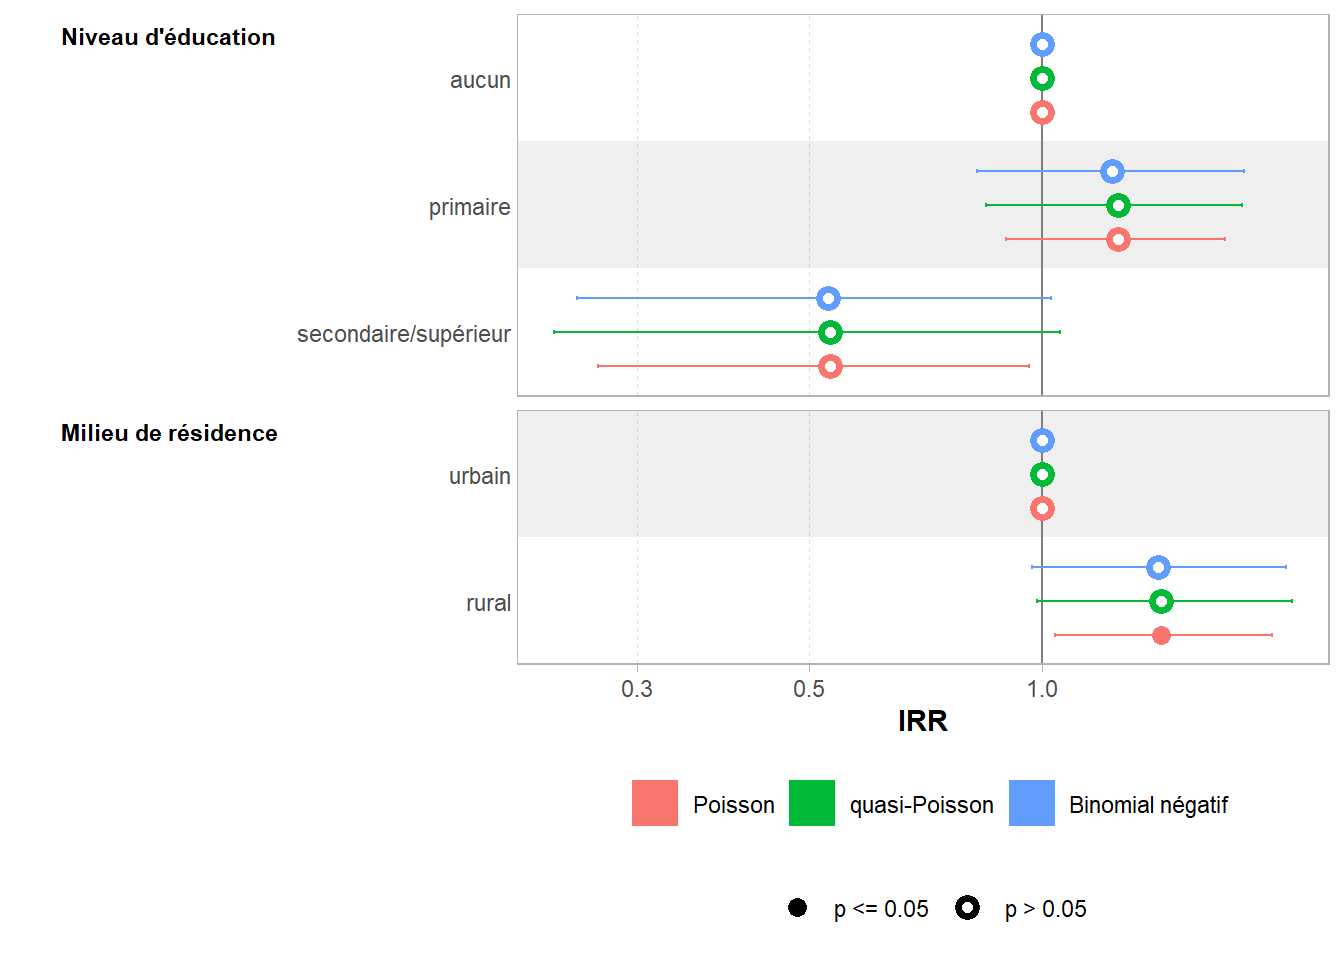 Niveau d'éducation
aucun
primaire
secondaire/supérieur
Milieu de résidence
urbain
rural
0.3 0.5 1.0
IRR
Poisson quasi-Poisson Binomial négatif
p <= 0.05 p > 0.05